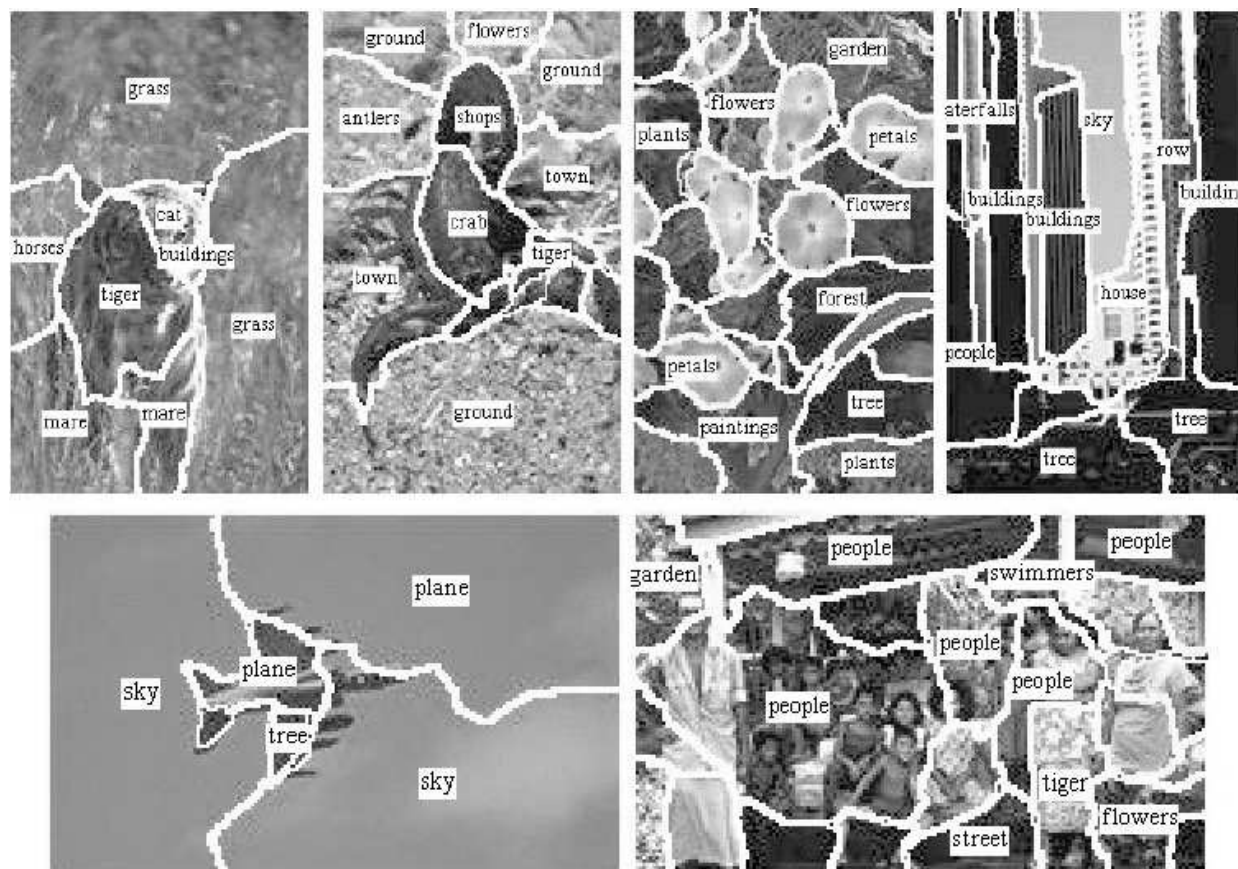 grass
cat
horses
buildings
tiger
grass
mare
mare
flowers
ground
ground
antlers
shops
town
crab
tiger
town
ground
garden
flowers
plants
petals
flowers
forest
petals
tree
paintings
plants
aterfalls
sky
row
buildings
buildings
buildin
house
people
tree
tree
plane
plane
sky
tree
sky
people
people
garden
swimmers
people
people
people
tiger
flowers
street